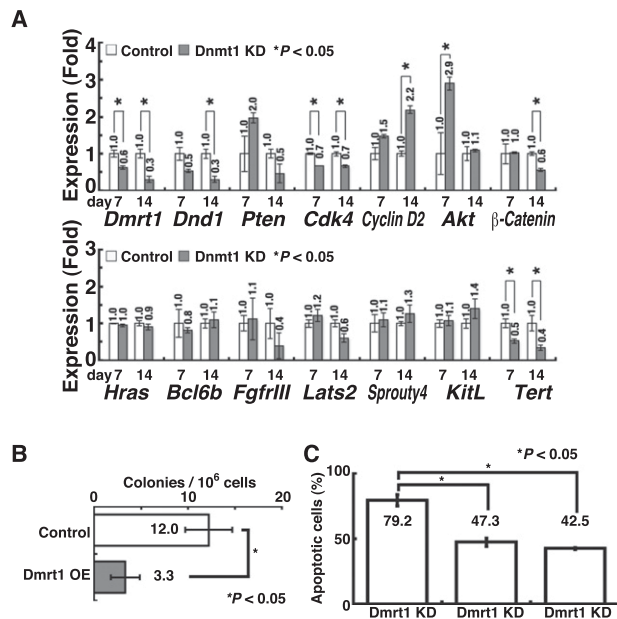 A
Expression (Fold)
4
3
2
1
0
Control Dnmt1 KD *P < 0.05
* * * * * * * *
1.0 0.6 1.0 0.3 1.0 0.5 1.0 0.3 1.0 2.0 1.0 0.5 1.0 0.7 1.0 0.7 1.0 1.5 1.0 2.2 1.0 2.9 1.0 1.1 1.0 1.0 1.0 0.6
day 7 14 7 14 7 14 7 14 7 14 7 14 7 14
Dmrt1 Dnd1 Pten Cdk4 Cyclin D2 Akt β-Catenin
Expression (Fold)
3
2
1
0
Control Dnmt1 KD *P < 0.05
* *
1.0 1.0 1.0 0.9 1.0 0.8 1.0 1.1 1.0 1.1 1.0 0.4 1.0 1.2 1.0 0.6 1.0 1.1 1.0 1.3 1.0 1.1 1.0 1.4 1.0 0.5 1.0 0.4
day 7 14 7 14 7 14 7 14 7 14 7 14 7 14
Hras Bcl6b FgfrIII Lats2 Sprouty4 KitL Tert
B
Colonies / 10⁶ cells
0 10 20
Control 12.0
*
Dmrt1 OE 3.3
*P < 0.05
C
*P < 0.05
Apoptotic cells (%)
100
50
0
*
*
79.2 47.3 42.5
Dmrt1 KD Dmrt1 KD Dmrt1 KD